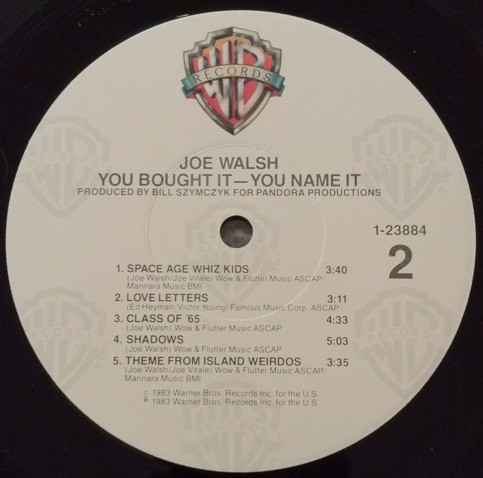 WB
RECORDS
JOE WALSH
YOU BOUGHT IT—YOU NAME IT
PRODUCED BY BILL SZYMCZYK FOR PANDORA PRODUCTIONS
1-23884
2
1. SPACE AGE WHIZ KIDS 3:40
(Joe Walsh/Joe Vitale) Wow & Flutter Music ASCAP
Marinara Music BMI
2. LOVE LETTERS 3:11
(Ed Heyman/Victor Young) Famous Music Corp. ASCAP
3. CLASS OF '65 4:33
(Joe Walsh) Wow & Flutter Music ASCAP
4. SHADOWS 5:03
(Joe Walsh) Wow & Flutter Music ASCAP
5. THEME FROM ISLAND WEIRDOS 3:35
(Joe Walsh/Joe Vitale) Wow & Flutter Music ASCAP
Marinara Music BMI
© 1983 Warner Bros. Records Inc. for the U.S.
℗ 1983 Warner Bros. Records Inc. for the U.S.